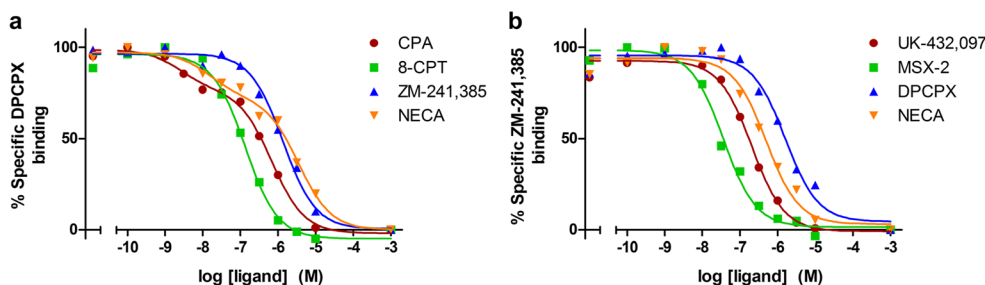 a
% Specific DPCPX
binding
100
50
0
-10 -9 -8 -7 -6 -5 -4 -3
log [ligand] (M)
CPA
8-CPT
ZM-241,385
NECA
b
% Specific ZM-241,385
binding
100
50
0
-10 -9 -8 -7 -6 -5 -4 -3
log [ligand] (M)
UK-432,097
MSX-2
DPCPX
NECA